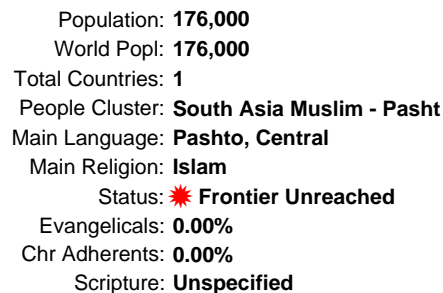 Population: 176,000
World Popl: 176,000
Total Countries: 1
People Cluster: South Asia Muslim - Pasht
Main Language: Pashto, Central
Main Religion: Islam
Status: Frontier Unreached
Evangelicals: 0.00%
Chr Adherents: 0.00%
Scripture: Unspecified